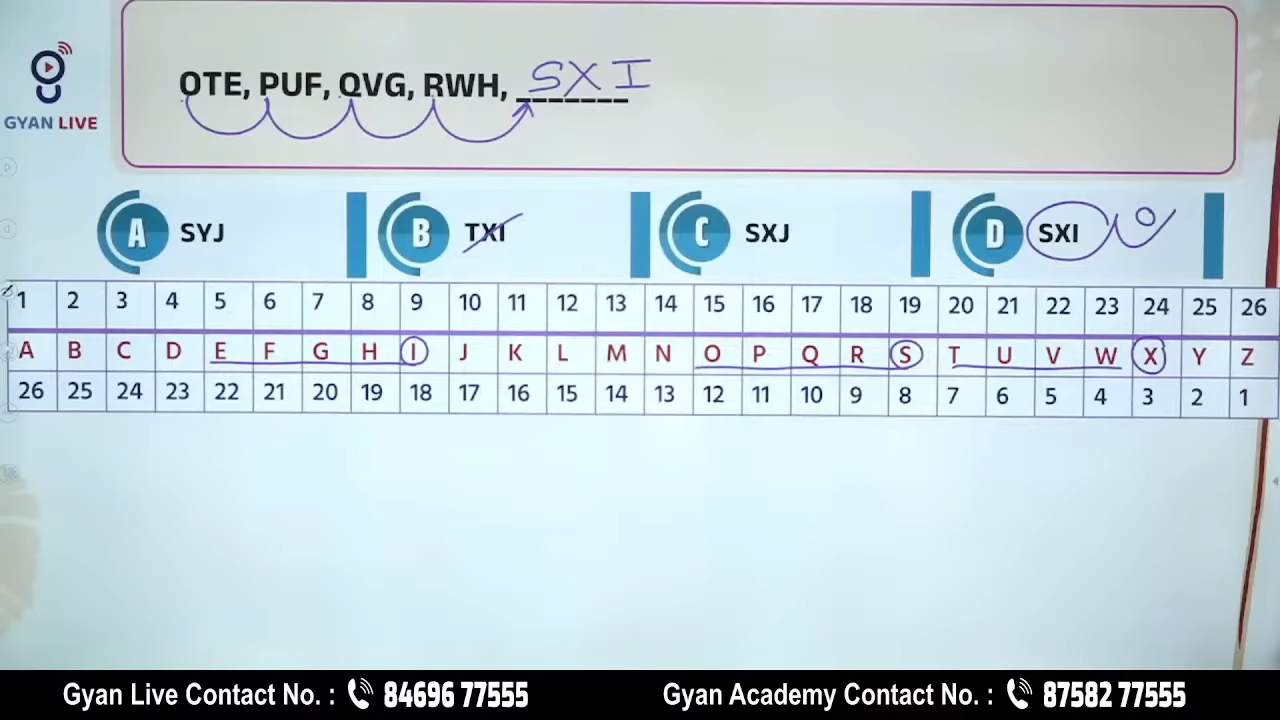 OTE, PUF, QVG, RWH, _______ SXI
GYAN LIVE
A SYJ
B TXI
C SXJ
D SXI
1 2 3 4 5 6 7 8 9 10 11 12 13 14 15 16 17 18 19 20 21 22 23 24 25 26
A B C D E F G H I J K L M N O P Q R S T U V W X Y Z
26 25 24 23 22 21 20 19 18 17 16 15 14 13 12 11 10 9 8 7 6 5 4 3 2 1
Gyan Live Contact No. : 84696 77555
Gyan Academy Contact No. : 87582 77555